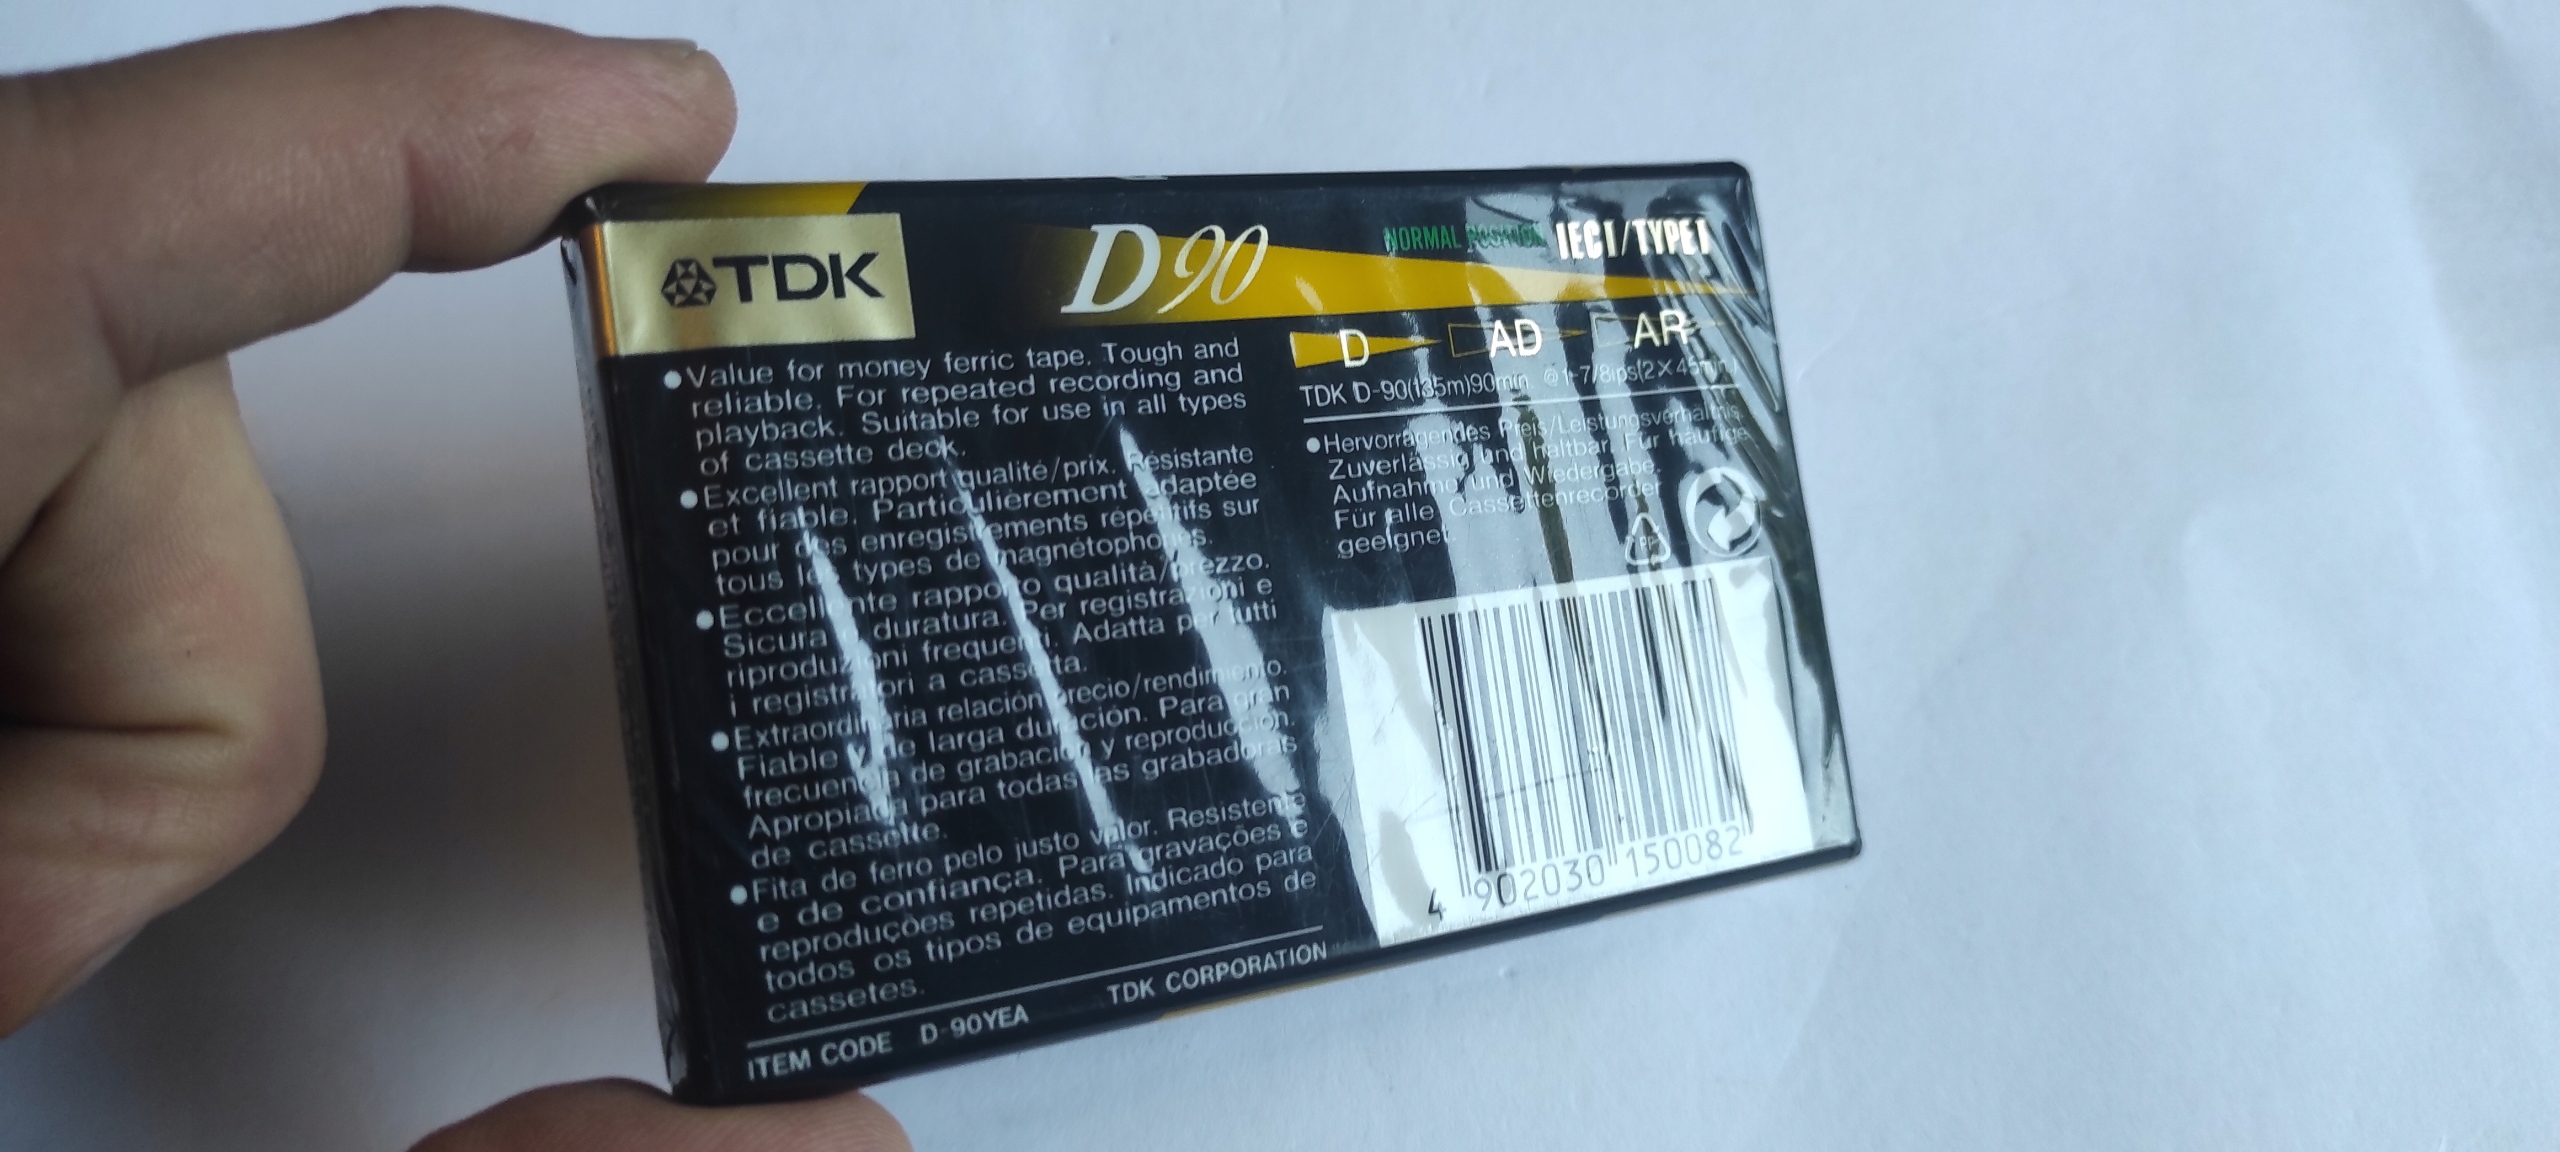 TDK
D90
NORMAL POSITION IEC I/TYPE I
D AD AR
TDK D-90(135m)90min. @1-7/8ips(2×45min.)
●Value for money ferric tape. Tough and
reliable. For repeated recording and
playback. Suitable for use in all types
of cassette deck.
●Excellent rapport qualité/prix. Résistante
et fiable. Particulièrement adaptée
pour des enregistrements répétitifs sur
tous les types de magnétophones.
●Eccellente rapporto qualità/prezzo.
Sicura e duratura. Per registrazioni e
riproduzioni frequenti. Adatta per tutti
i registratori a cassetta.
●Extraordinaria relación precio/rendimiento.
Fiable y de larga duración. Para gran
frecuencia de grabación y reproducción.
Apropiada para todas las grabadoras
de cassette.
●Fita de ferro pelo justo valor. Resistente
e de confiança. Para gravações e
reproduções repetidas. Indicado para
todos os tipos de equipamentos de
cassetes.
●Hervorragendes Preis/Leistungsverhältnis.
Zuverlässig und haltbar. Für häufige
Aufnahme und Wiedergabe.
Für alle Cassettenrecorder
geeignet.
PP
4 902030 150082
ITEM CODE D-90YEA TDK CORPORATION